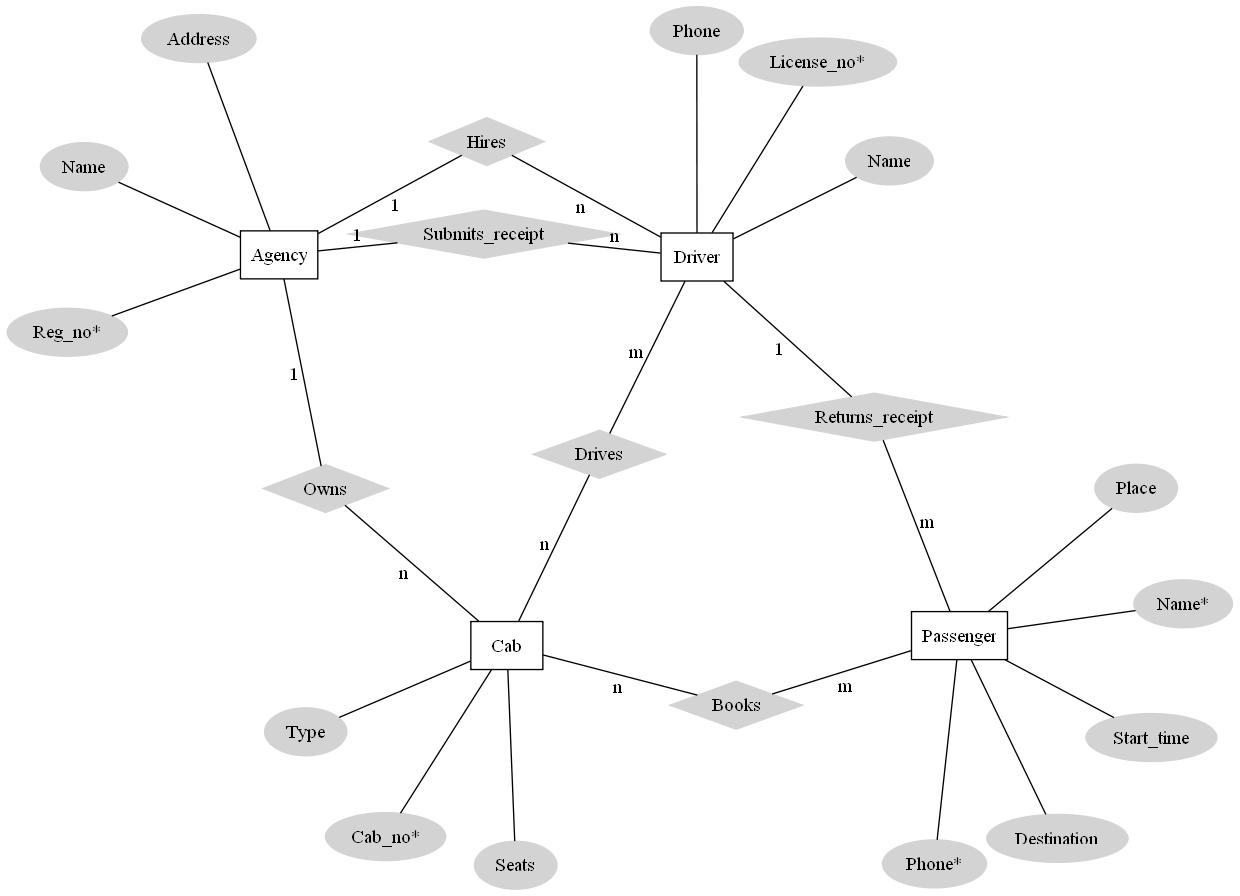 Phone
Address
License_no*
Hires
Name
Name
1
n
Submits_receipt
1
n
Agency
Driver
Reg_no*
1
m
1
Returns_receipt
Drives
Owns
Place
m
n
n
Name*
Passenger
Cab
n
m
Books
Type
Start_time
Cab_no*
Destination
Seats
Phone*